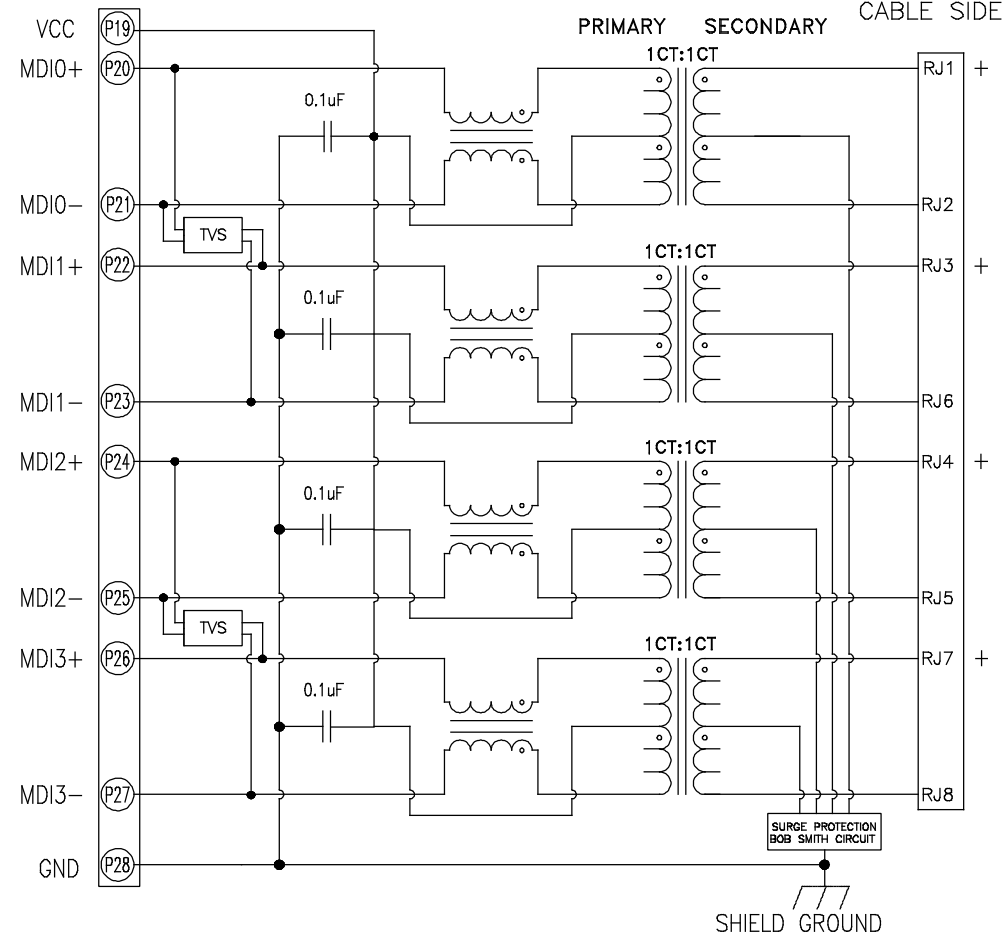 CABLE SIDE
PRIMARY SECONDARY
VCC P19
1CT:1CT
MDI0+ P20 RJ1 +
0.1uF
MDI0- P21 RJ2
TVS
1CT:1CT
MDI1+ P22 RJ3 +
0.1uF
MDI1- P23 RJ6
1CT:1CT
MDI2+ P24 RJ4 +
0.1uF
MDI2- P25 RJ5
TVS
1CT:1CT
MDI3+ P26 RJ7 +
0.1uF
MDI3- P27 RJ8
SURGE PROTECTION
BOB SMITH CIRCUIT
GND P28
SHIELD GROUND